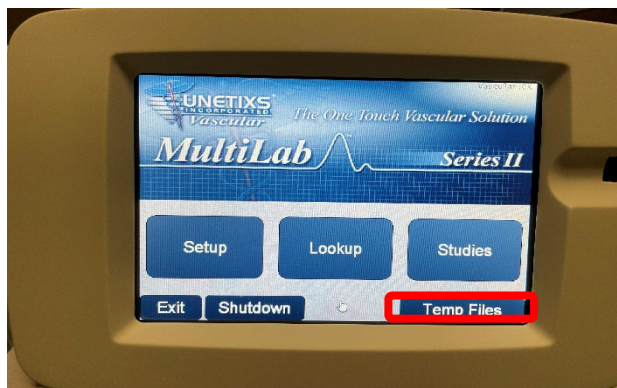 UNETIXS
INCORPORATED
Vascular
The One Touch Vascular Solution
MultiLab
Series II
Setup
Lookup
Studies
Exit
Shutdown
Temp Files